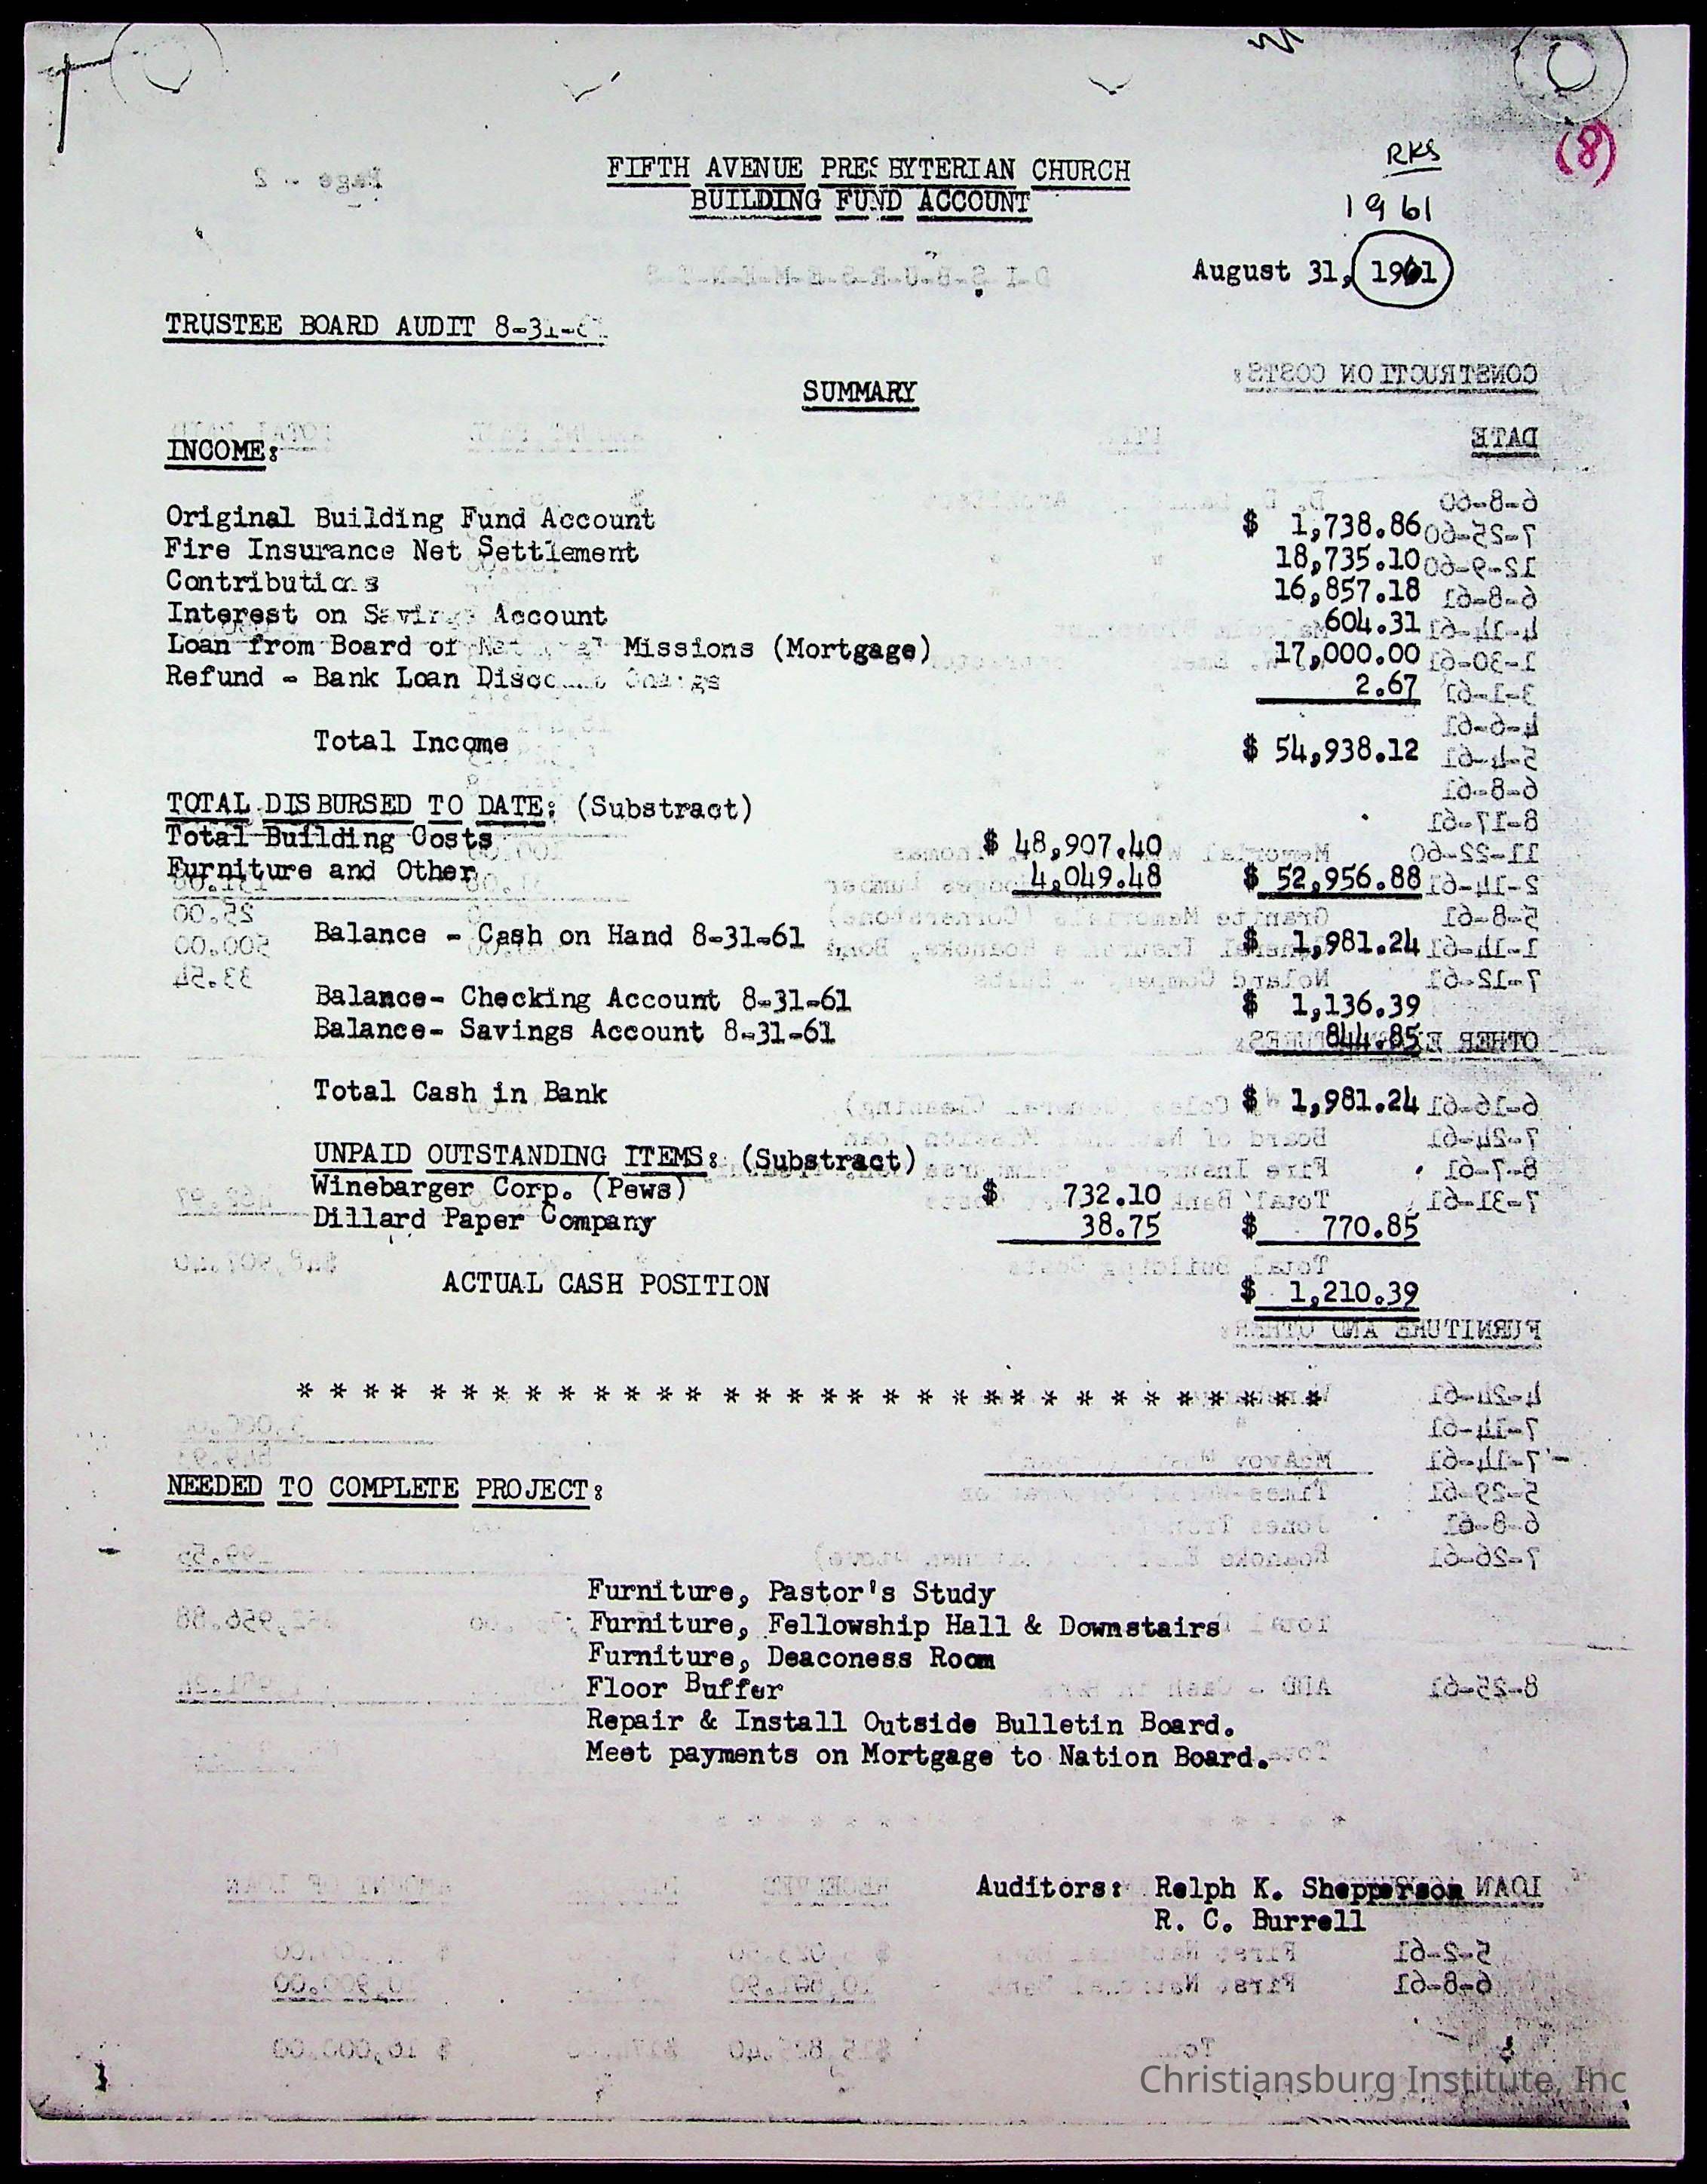 RKS
(8)
FIFTH AVENUE PRESBYTERIAN CHURCH
BUILDING FUND ACCOUNT
1961
August 31, 1961
TRUSTEE BOARD AUDIT 8-31-61
SUMMARY
INCOME:
Original Building Fund Account $ 1,738.86
Fire Insurance Net Settlement 18,735.10
Contributions 16,857.18
Interest on Savings Account 604.31
Loan from Board of National Missions (Mortgage) 17,000.00
Refund - Bank Loan Discount Charge 2.67
Total Income $ 54,938.12
TOTAL DISBURSED TO DATE: (Substract)
Total Building Costs $ 48,907.40
Furniture and Other 4,049.48 $ 52,956.88
Balance - Cash on Hand 8-31-61 $ 1,981.24
Balance- Checking Account 8-31-61 $ 1,136.39
Balance- Savings Account 8-31-61 844.85
Total Cash in Bank $ 1,981.24
UNPAID OUTSTANDING ITEMS: (Substract)
Winebarger Corp. (Pews) $ 732.10
Dillard Paper Company 38.75 $ 770.85
ACTUAL CASH POSITION $ 1,210.39
* * * * * * * * * * * * * * * * * * * * * * * * * * * * * * *
NEEDED TO COMPLETE PROJECT:
Furniture, Pastor's Study
Furniture, Fellowship Hall & Downstairs
Furniture, Deaconess Room
Floor Buffer
Repair & Install Outside Bulletin Board.
Meet payments on Mortgage to Nation Board.
Auditors: Relph K. Shepperson
R. C. Burrell
Christiansburg Institute, Inc